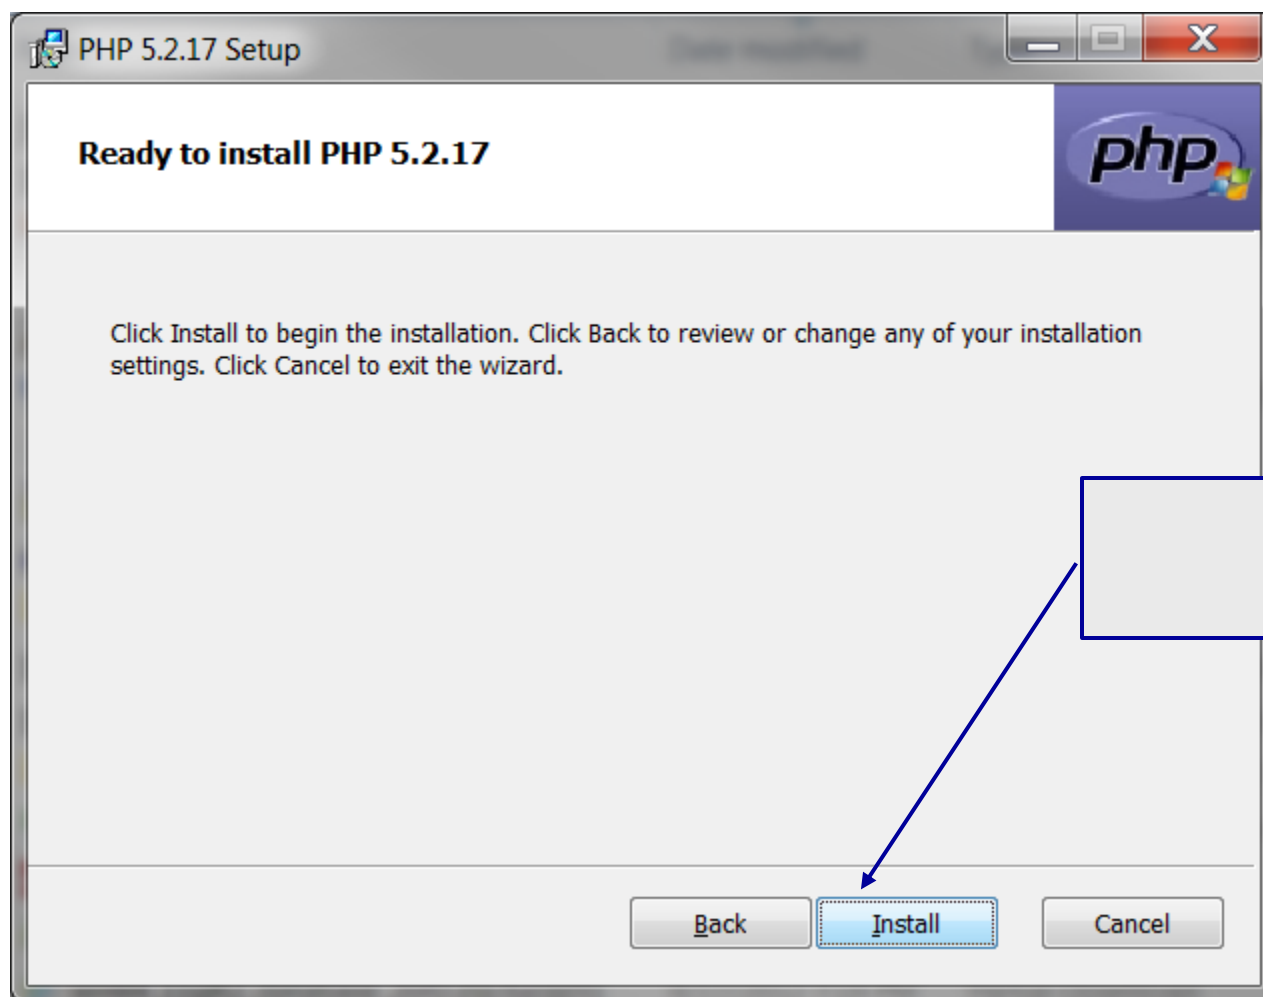 PHP 5.2.17 Setup
Ready to install PHP 5.2.17
php
Click Install to begin the installation. Click Back to review or change any of your installation
settings. Click Cancel to exit the wizard.
Back
Install
Cancel